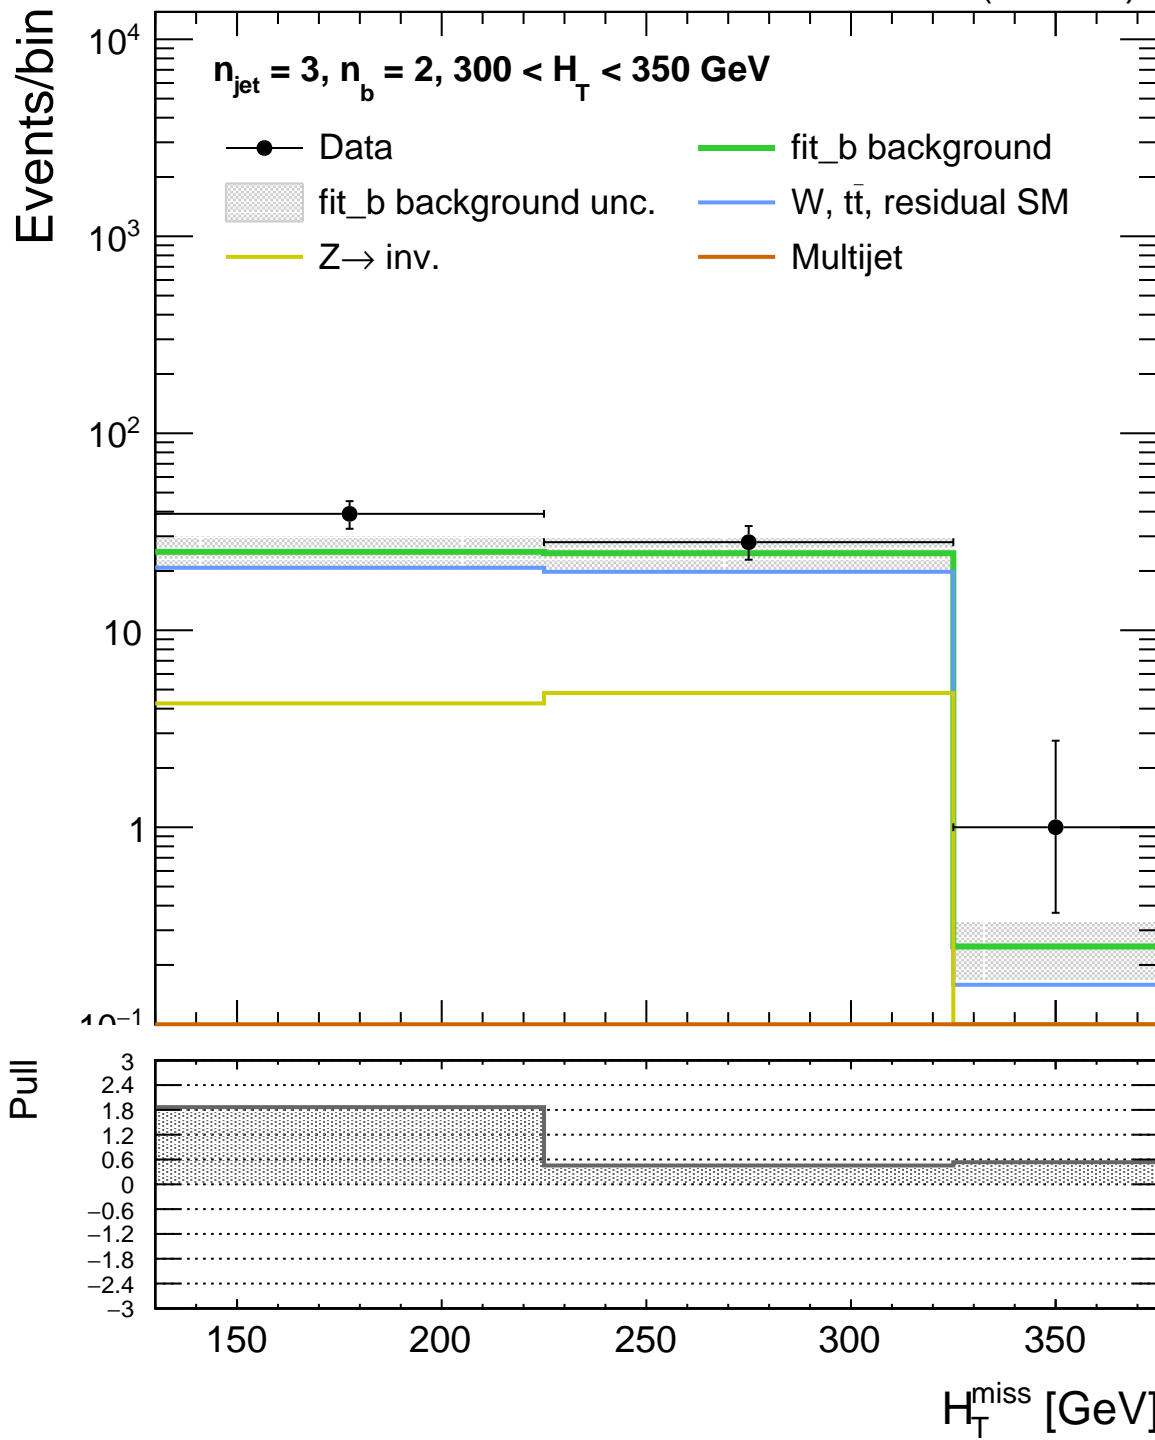 Events/bin
n_jet = 3, n_b = 2, 300 < H_T < 350 GeV
Data
fit_b background
fit_b background unc.
W, tt̄, residual SM
Z→ inv.
Multijet
10^4
10^3
10^2
10
1
10^−1
Pull
3
2.4
1.8
1.2
0.6
0
−0.6
−1.2
−1.8
−2.4
−3
150 200 250 300 350
H_T^miss [GeV]